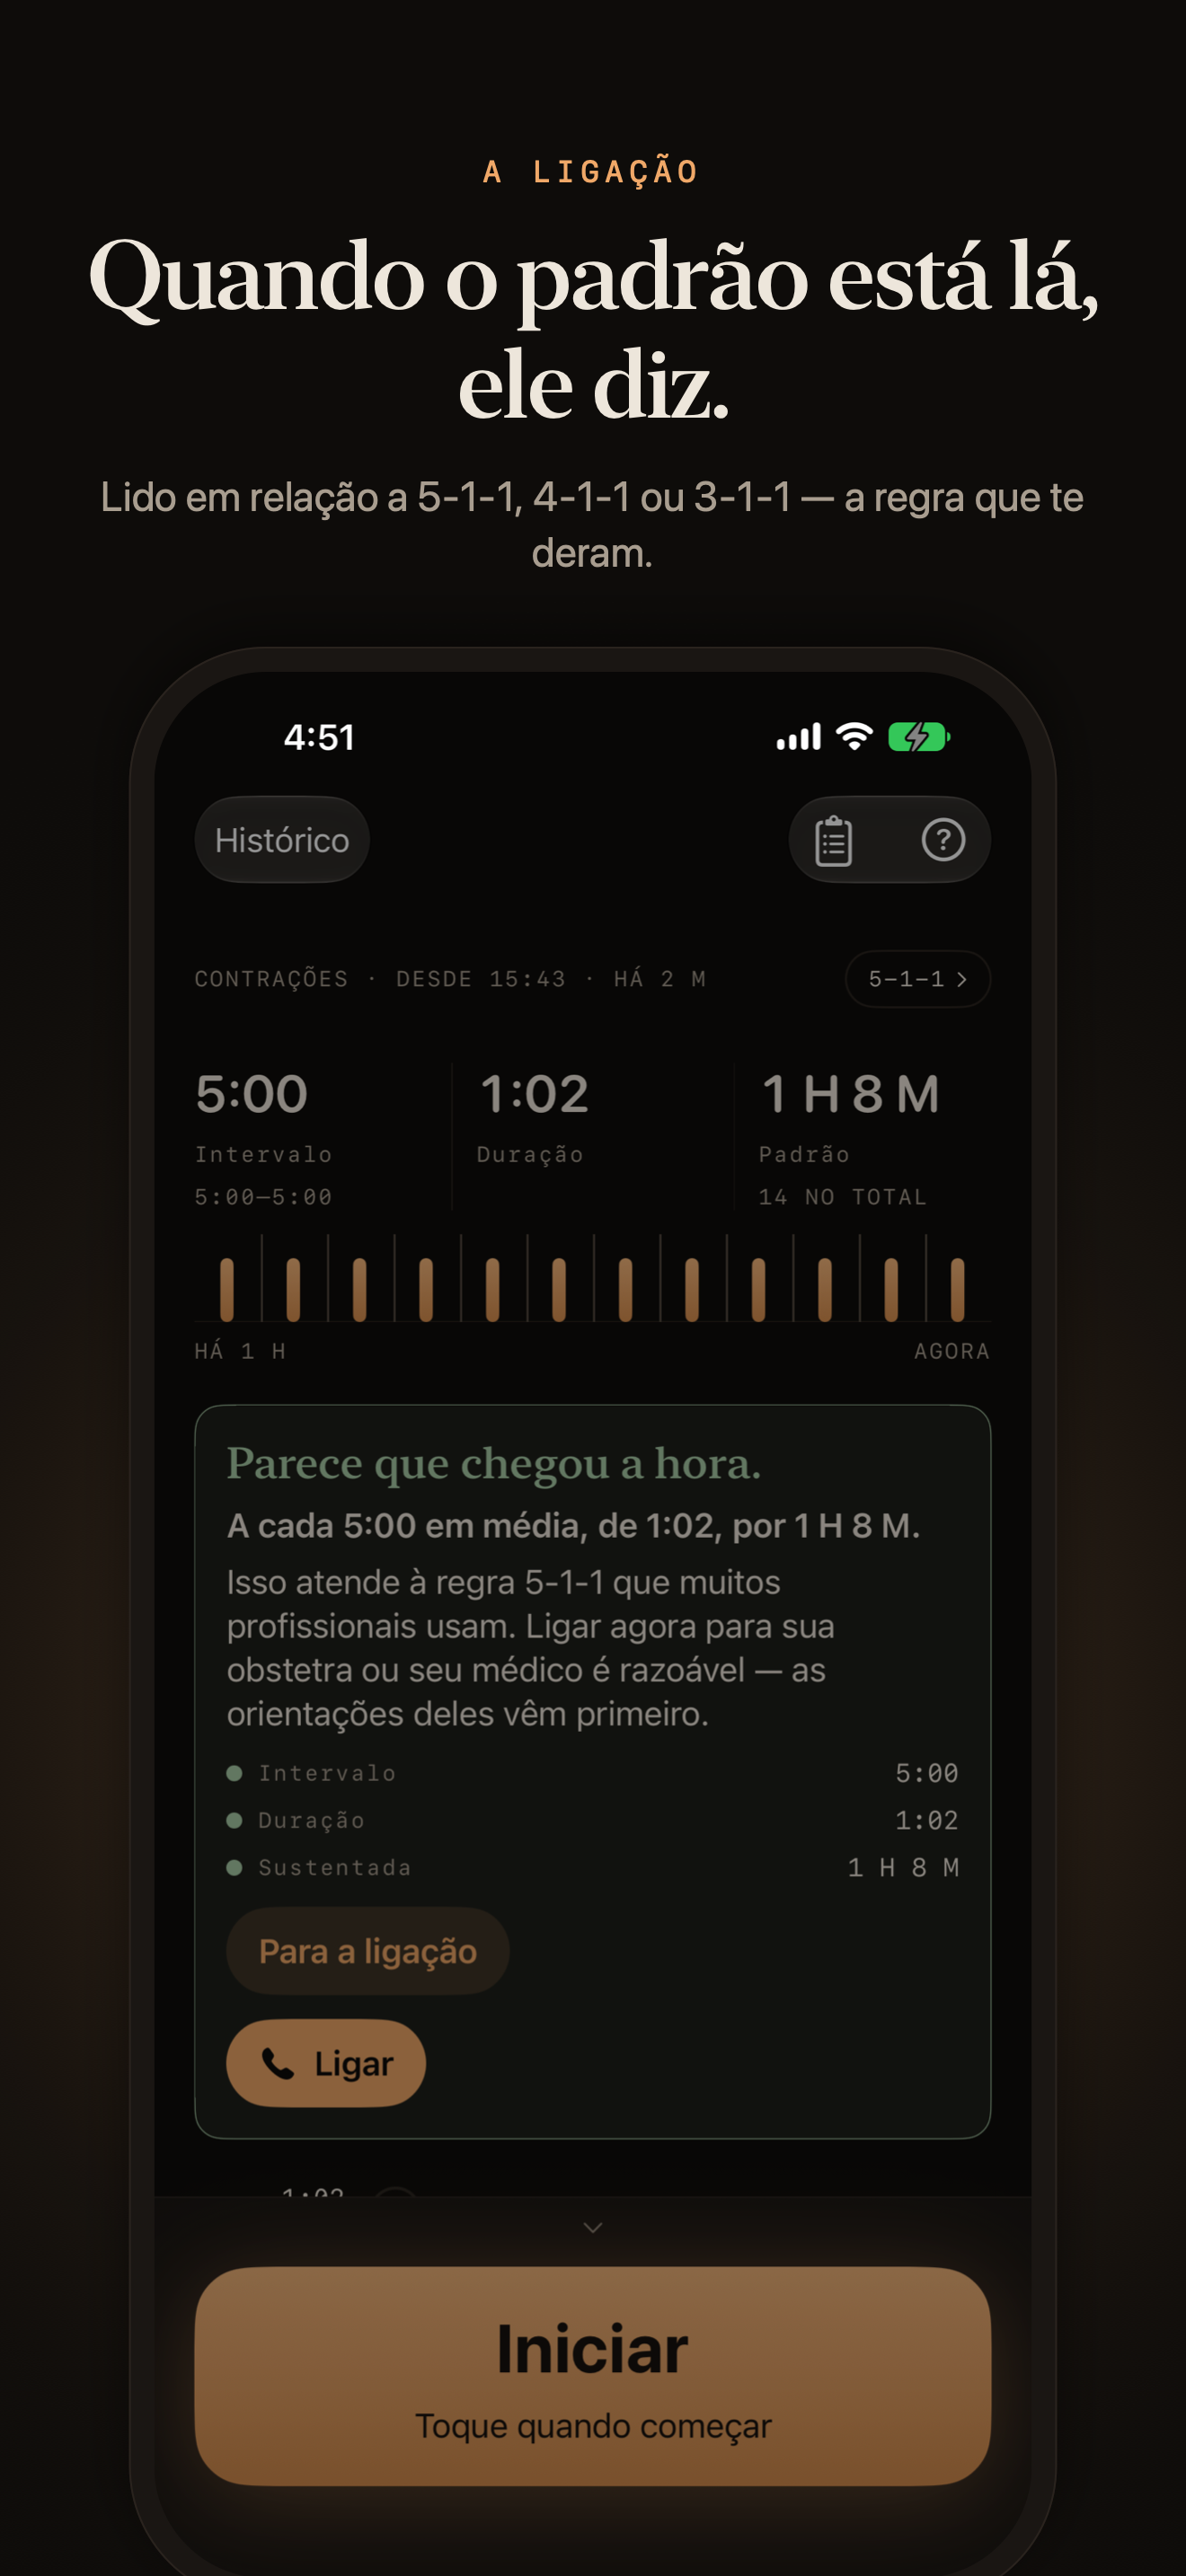 A LIGAÇÃO
Quando o padrão está lá,
ele diz.
Lido em relação a 5-1-1, 4-1-1 ou 3-1-1 — a regra que te
deram.
4:51
Histórico
CONTRAÇÕES · DESDE 15:43 · HÁ 2 M
5-1-1
5:00
1:02
1 H 8 M
Intervalo
Duração
Padrão
5:00—5:00
14 NO TOTAL
HÁ 1 H
AGORA
Parece que chegou a hora.
A cada 5:00 em média, de 1:02, por 1 H 8 M.
Isso atende à regra 5-1-1 que muitos
profissionais usam. Ligar agora para sua
obstetra ou seu médico é razoável — as
orientações deles vêm primeiro.
Intervalo 5:00
Duração 1:02
Sustentada 1 H 8 M
Para a ligação
Ligar
Iniciar
Toque quando começar